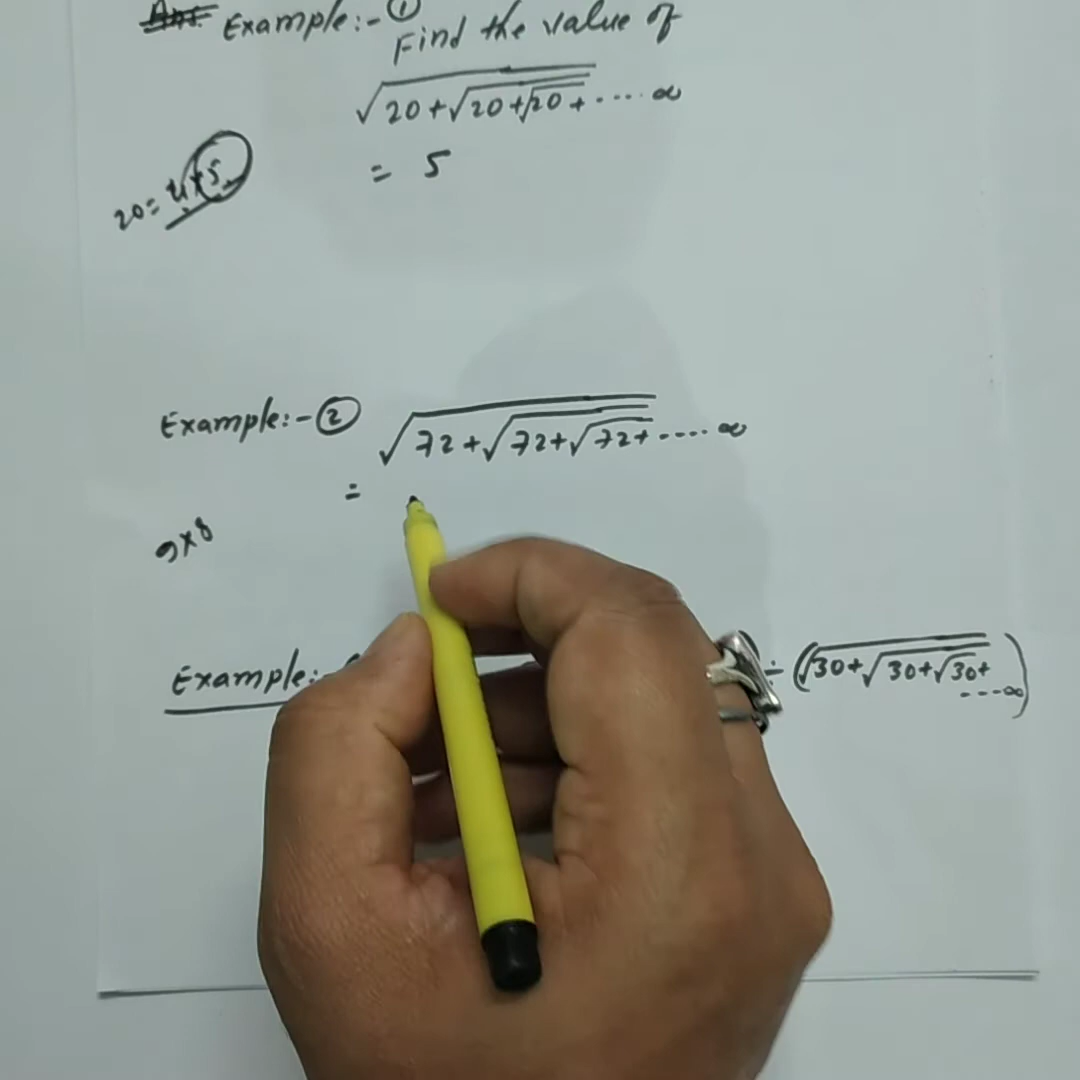 Example:- ①
Find the value of
√20+√20+√20+....∞
= 5
20=4×5
Example:- ② √72+√72+√72+....∞
=
9×8
Example:- ÷ (√30+√30+√30+
----∞)